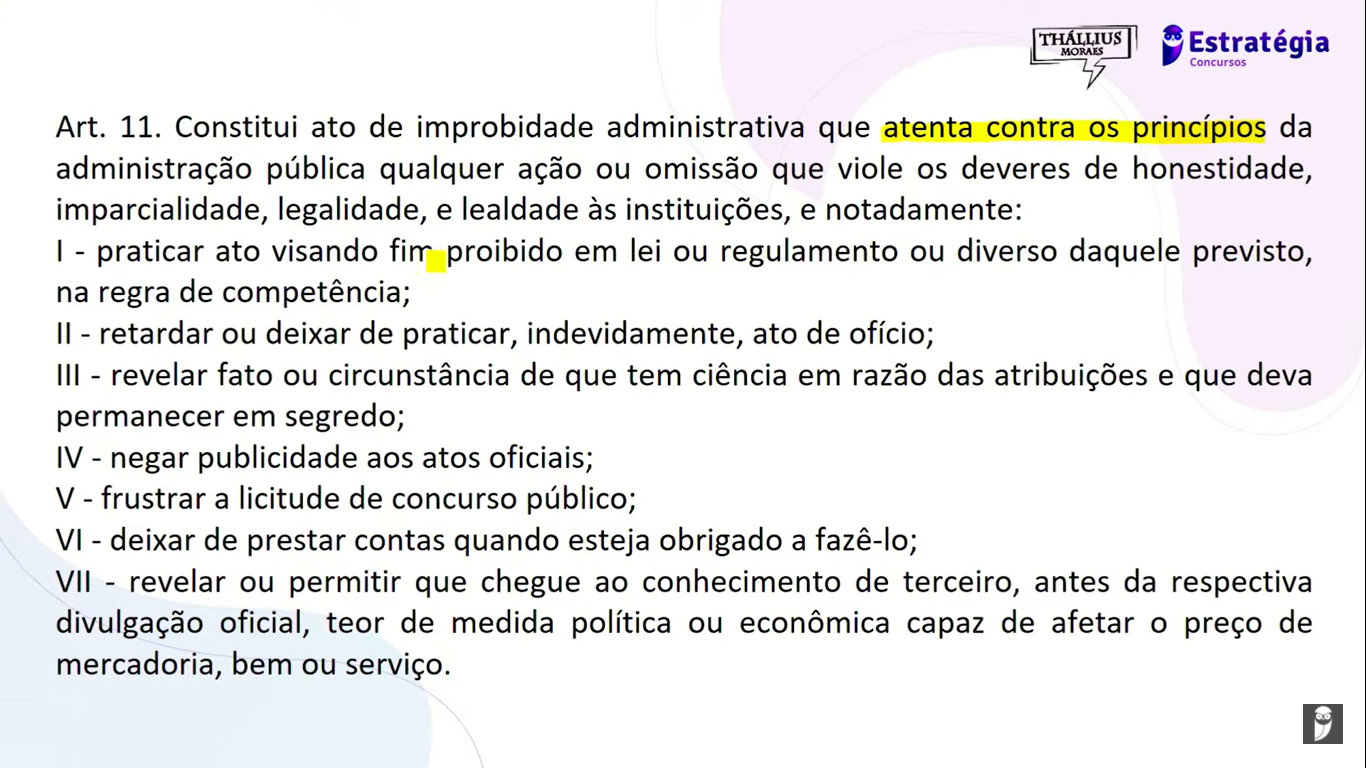 THÁLLIUS
MORAES
Estratégia
Concursos
Art. 11. Constitui ato de improbidade administrativa que atenta contra os princípios da
administração pública qualquer ação ou omissão que viole os deveres de honestidade,
imparcialidade, legalidade, e lealdade às instituições, e notadamente:
I - praticar ato visando fim proibido em lei ou regulamento ou diverso daquele previsto,
na regra de competência;
II - retardar ou deixar de praticar, indevidamente, ato de ofício;
III - revelar fato ou circunstância de que tem ciência em razão das atribuições e que deva
permanecer em segredo;
IV - negar publicidade aos atos oficiais;
V - frustrar a licitude de concurso público;
VI - deixar de prestar contas quando esteja obrigado a fazê-lo;
VII - revelar ou permitir que chegue ao conhecimento de terceiro, antes da respectiva
divulgação oficial, teor de medida política ou econômica capaz de afetar o preço de
mercadoria, bem ou serviço.